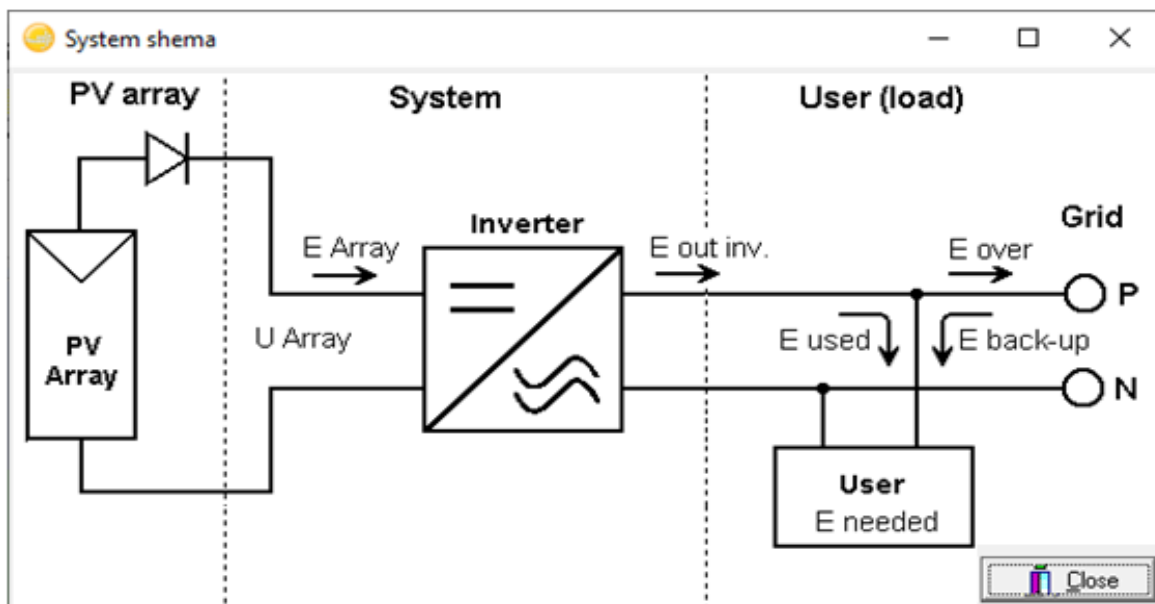 System shema
PV array
System
User (load)
Inverter
Grid
E Array
E out inv.
E over
P
U Array
E used
E back-up
PV
Array
N
User
E needed
Close